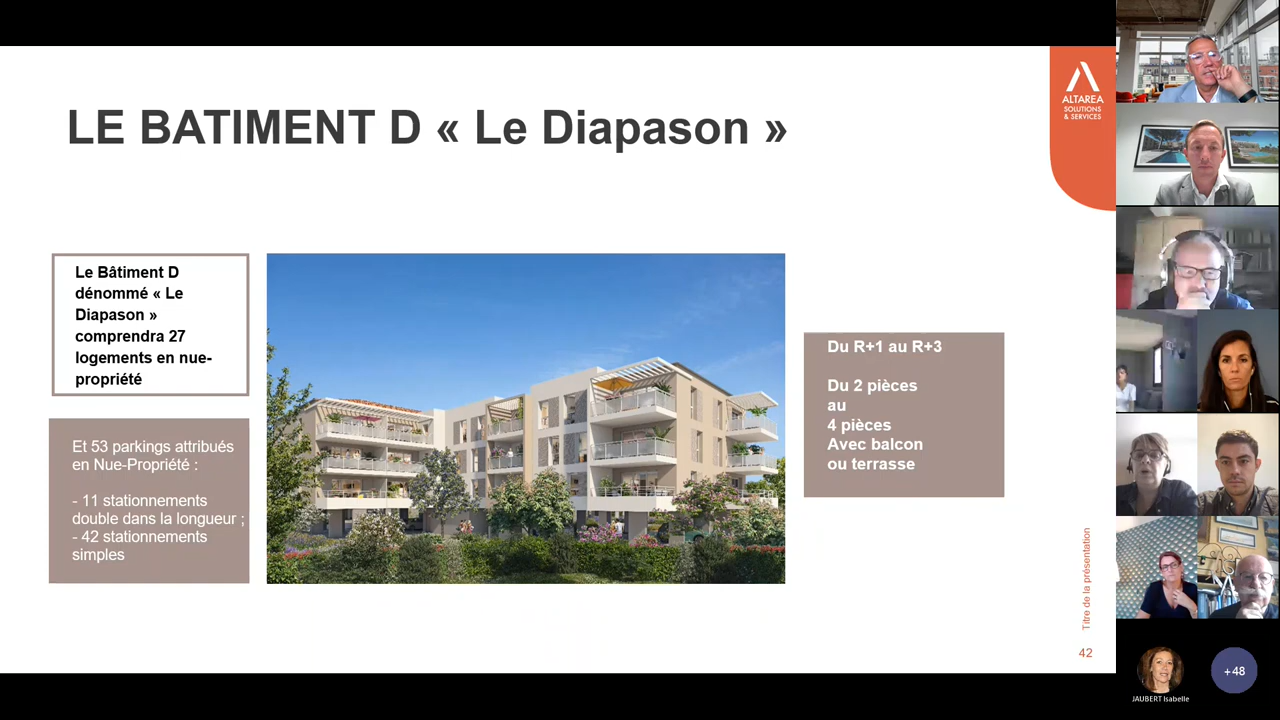 LE BATIMENT D « Le Diapason »
ALTAREA
SOLUTIONS
& SERVICES
Le Bâtiment D
dénommé « Le
Diapason »
comprendra 27
logements en nue-
propriété
Et 53 parkings attribués
en Nue-Propriété :
- 11 stationnements
double dans la longueur ;
- 42 stationnements
simples
Du R+1 au R+3
Du 2 pièces
au
4 pièces
Avec balcon
ou terrasse
Titre de la présentation
42
JAUBERT Isabelle
+48